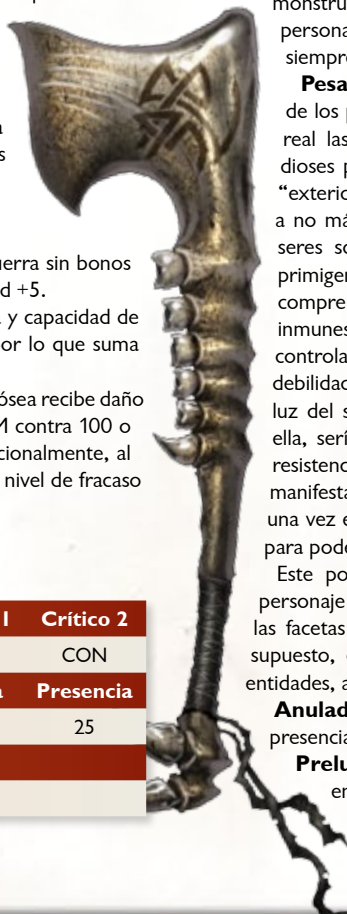 a
s
uerra sin bonos
d +5.
a y capacidad de
or lo que suma
ósea recibe daño
M contra 100 o
cionalmente, al
nivel de fracaso
1 Crítico 2
CON
a Presencia
25
monstru
persona
siempre
Pesa
de los p
real las
dioses p
“exterio
a no má
seres so
primigen
compre
inmunes
controla
debilidad
luz del s
ella, sería
resistenc
manifesta
una vez e
para pode
Este po
personaje
las facetas
supuesto, c
entidades, a
Anulad
presencia
Prelu
en